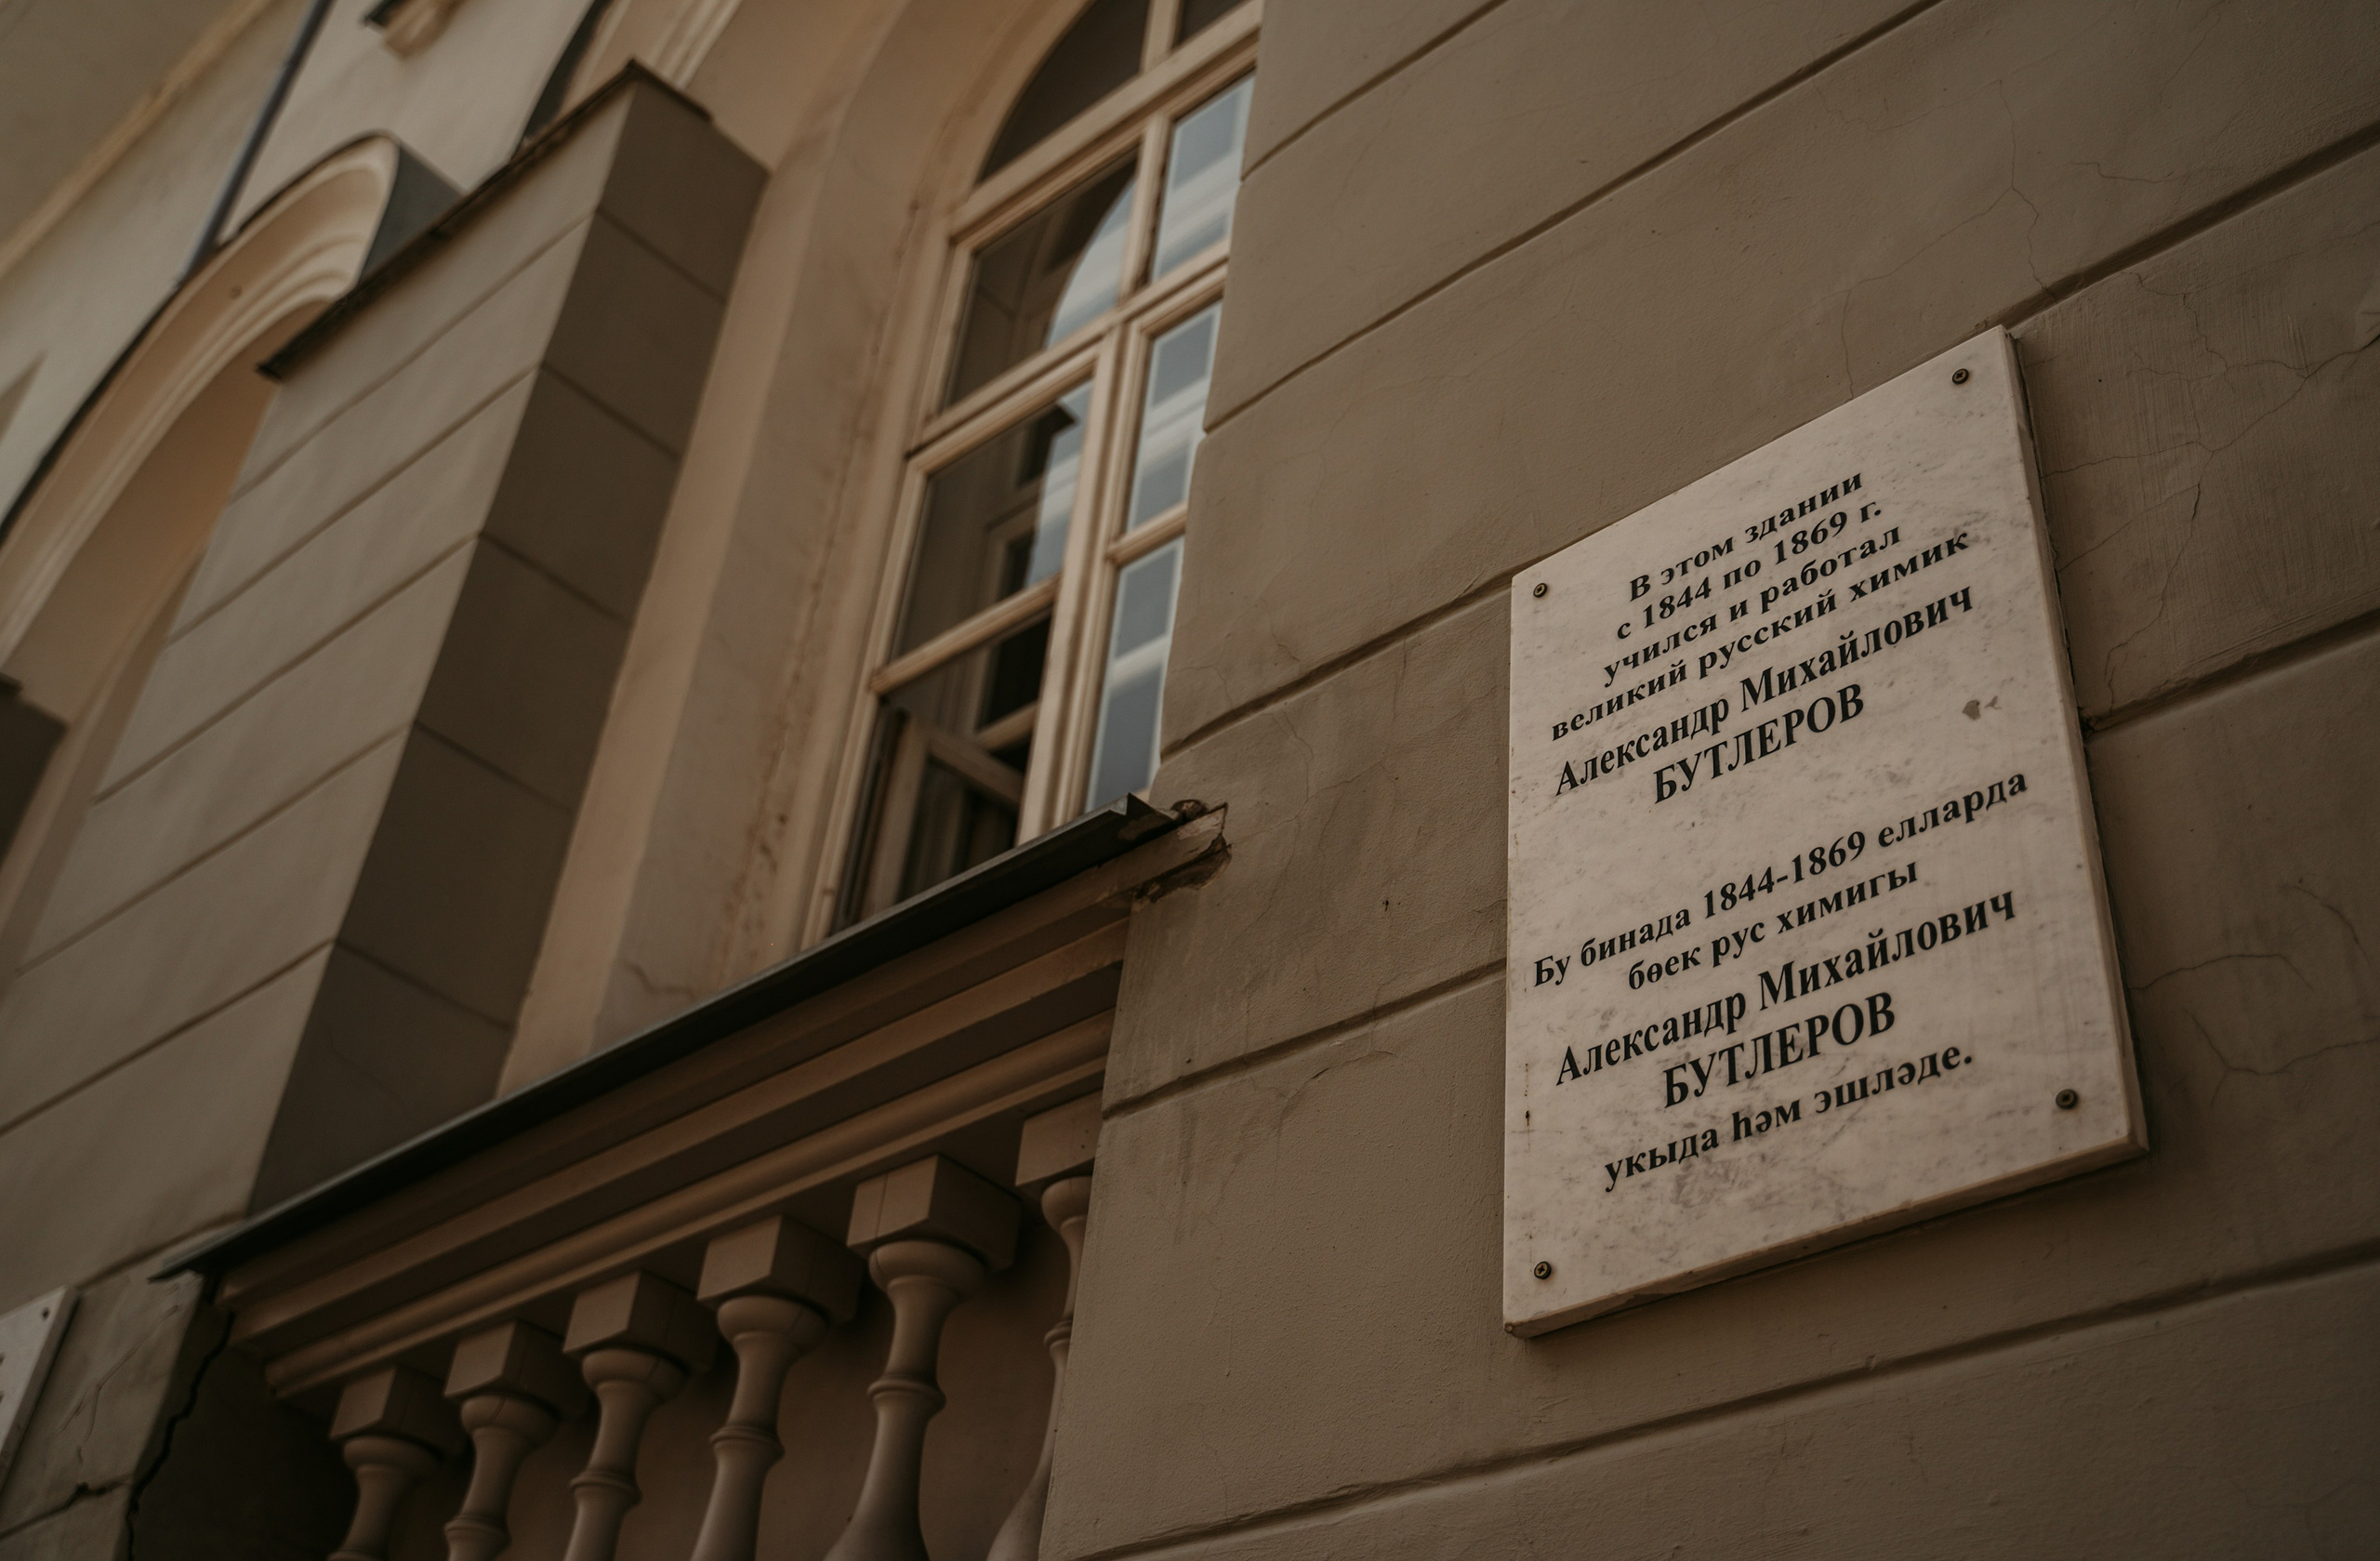 В этом здании
с 1844 по 1869 г.
учился и работал
великий русский химик
Александр Михайлович
БУТЛЕРОВ
Бу бинада 1844-1869 елларда
бөек рус химигы
Александр Михайлович
БУТЛЕРОВ
укыда һәм эшләде.